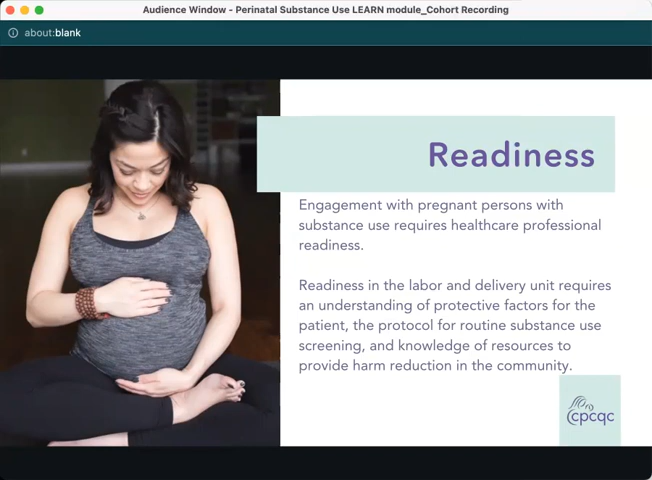 Audience Window - Perinatal Substance Use LEARN module_Cohort Recording
about:blank
Readiness
Engagement with pregnant persons with
substance use requires healthcare professional
readiness.
Readiness in the labor and delivery unit requires
an understanding of protective factors for the
patient, the protocol for routine substance use
screening, and knowledge of resources to
provide harm reduction in the community.
cpcqc